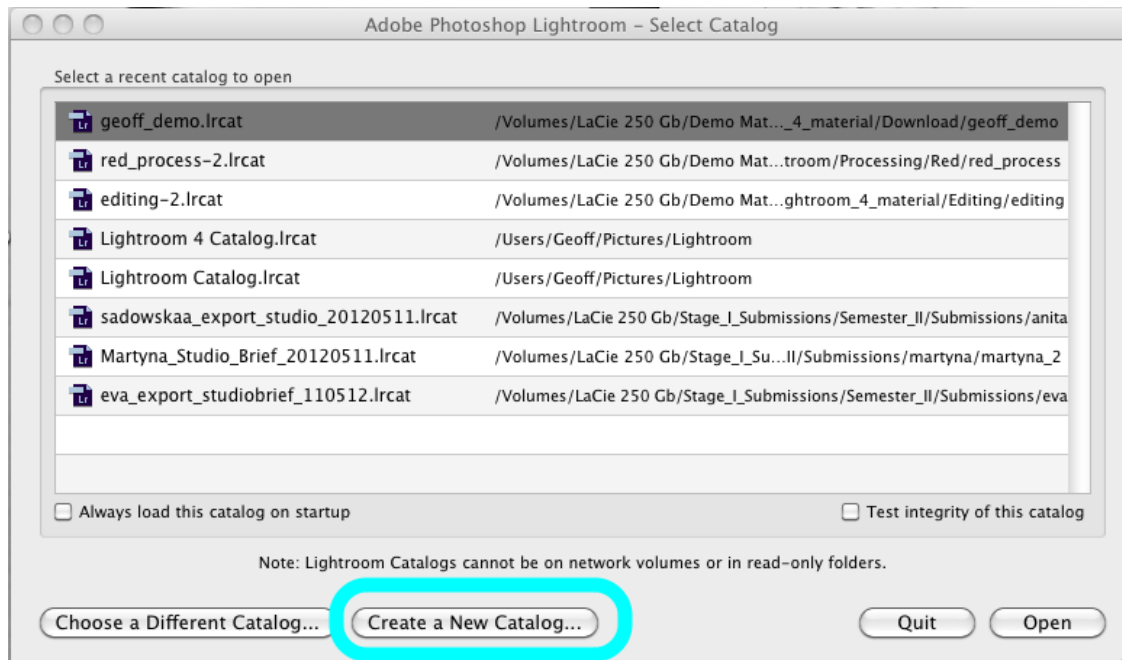 Adobe Photoshop Lightroom – Select Catalog
Select a recent catalog to open
geoff_demo.lrcat /Volumes/LaCie 250 Gb/Demo Mat..._4_material/Download/geoff_demo
red_process-2.lrcat /Volumes/LaCie 250 Gb/Demo Mat...troom/Processing/Red/red_process
editing-2.lrcat /Volumes/LaCie 250 Gb/Demo Mat...ghtroom_4_material/Editing/editing
Lightroom 4 Catalog.lrcat /Users/Geoff/Pictures/Lightroom
Lightroom Catalog.lrcat /Users/Geoff/Pictures/Lightroom
sadowskaa_export_studio_20120511.lrcat /Volumes/LaCie 250 Gb/Stage_I_Submissions/Semester_II/Submissions/anita
Martyna_Studio_Brief_20120511.lrcat /Volumes/LaCie 250 Gb/Stage_I_Su...II/Submissions/martyna/martyna_2
eva_export_studiobrief_110512.lrcat /Volumes/LaCie 250 Gb/Stage_I_Submissions/Semester_II/Submissions/eva
Always load this catalog on startup Test integrity of this catalog
Note: Lightroom Catalogs cannot be on network volumes or in read-only folders.
Choose a Different Catalog... Create a New Catalog... Quit Open